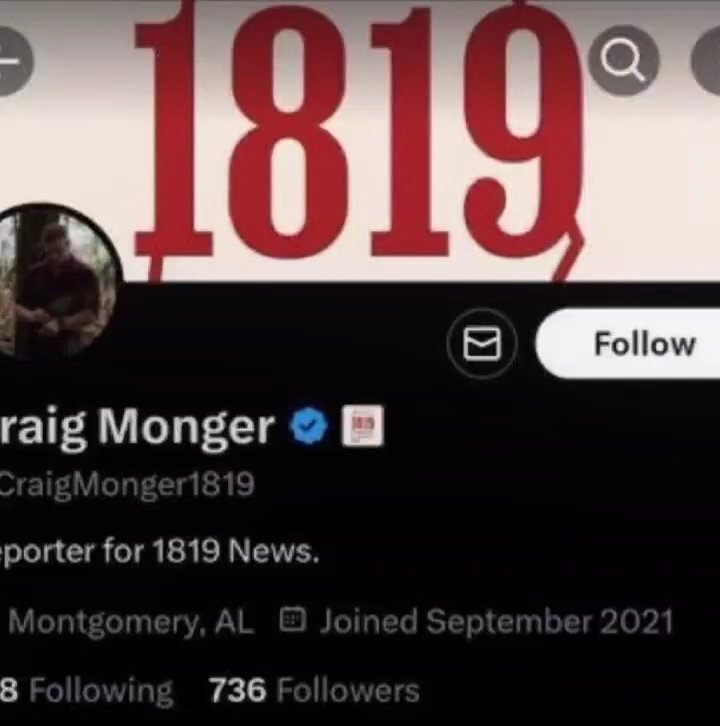 1819
Follow
raig Monger
CraigMonger1819
eporter for 1819 News.
Montgomery, AL Joined September 2021
8 Following 736 Followers